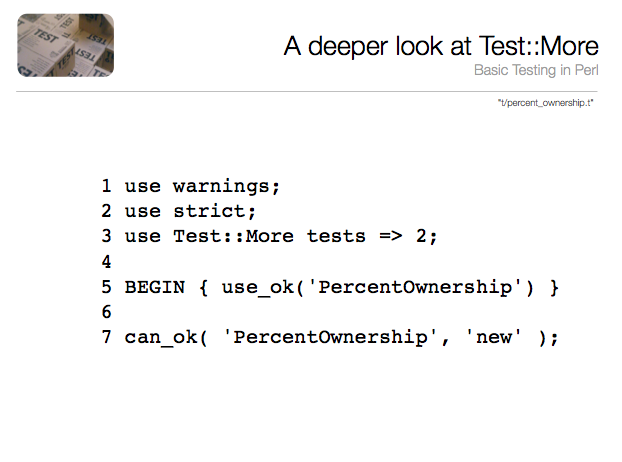 TEST
A deeper look at Test::More
Basic Testing in Perl
"t/percent_ownership.t"
1 use warnings;
2 use strict;
3 use Test::More tests => 2;
4
5 BEGIN { use_ok('PercentOwnership') }
6
7 can_ok( 'PercentOwnership', 'new' );